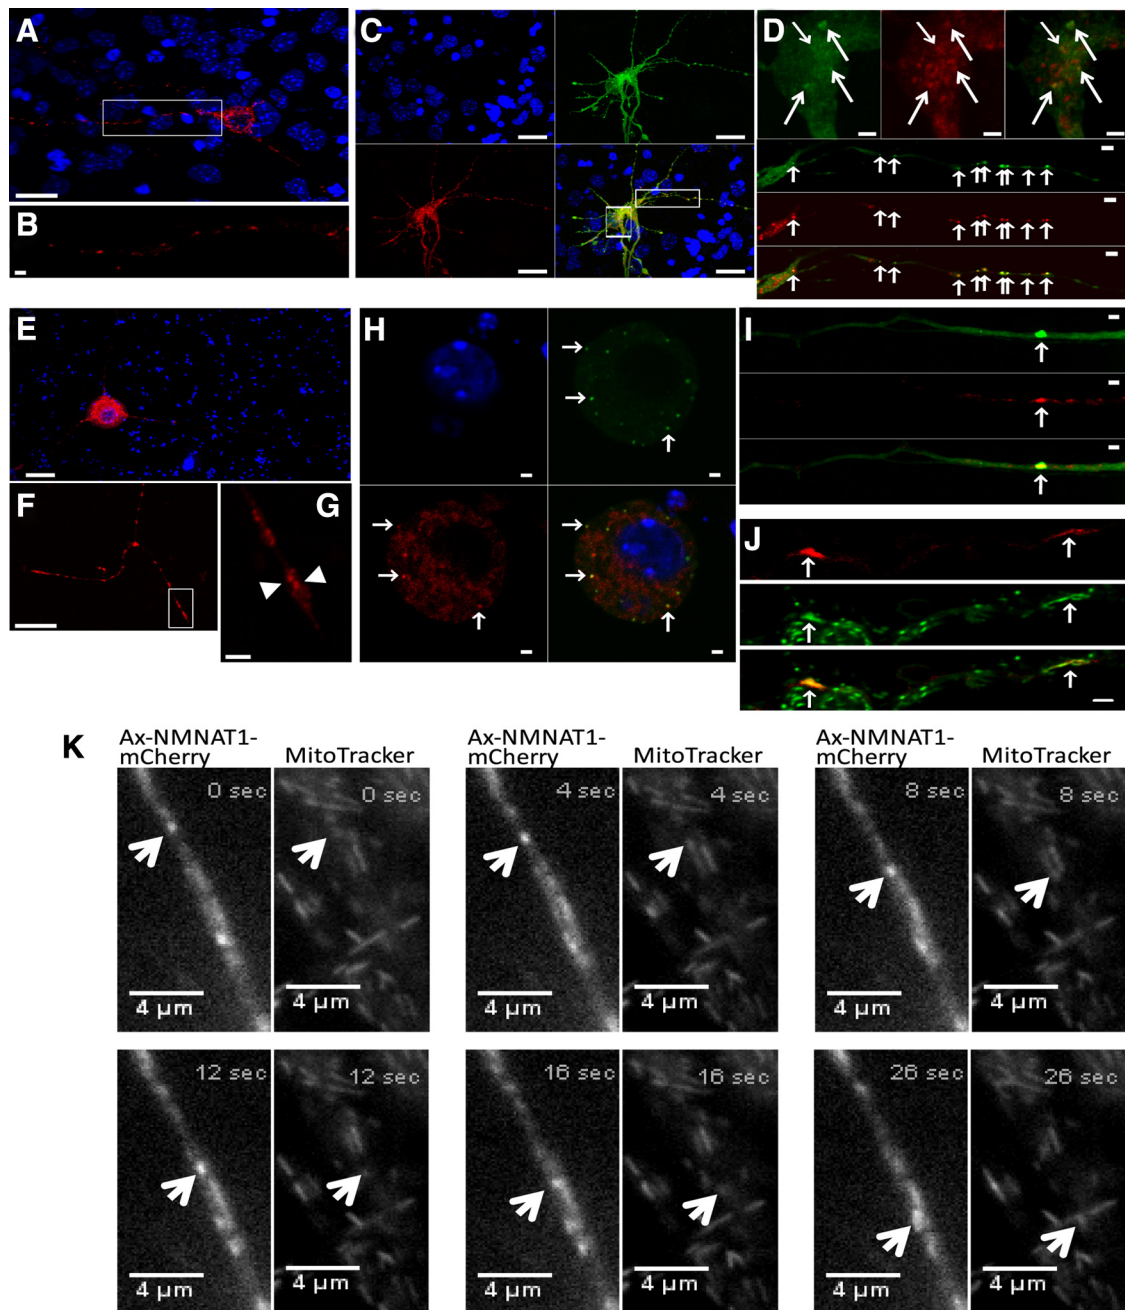 A
C
D
B
E
H
I
F
G
J
K
Ax-NMNAT1-
mCherry
MitoTracker
Ax-NMNAT1-
mCherry
MitoTracker
Ax-NMNAT1-
mCherry
MitoTracker
0 sec
0 sec
4 sec
4 sec
8 sec
8 sec
4 µm
4 µm
4 µm
4 µm
4 µm
4 µm
12 sec
12 sec
16 sec
16 sec
26 sec
26 sec
4 µm
4 µm
4 µm
4 µm
4 µm
4 µm